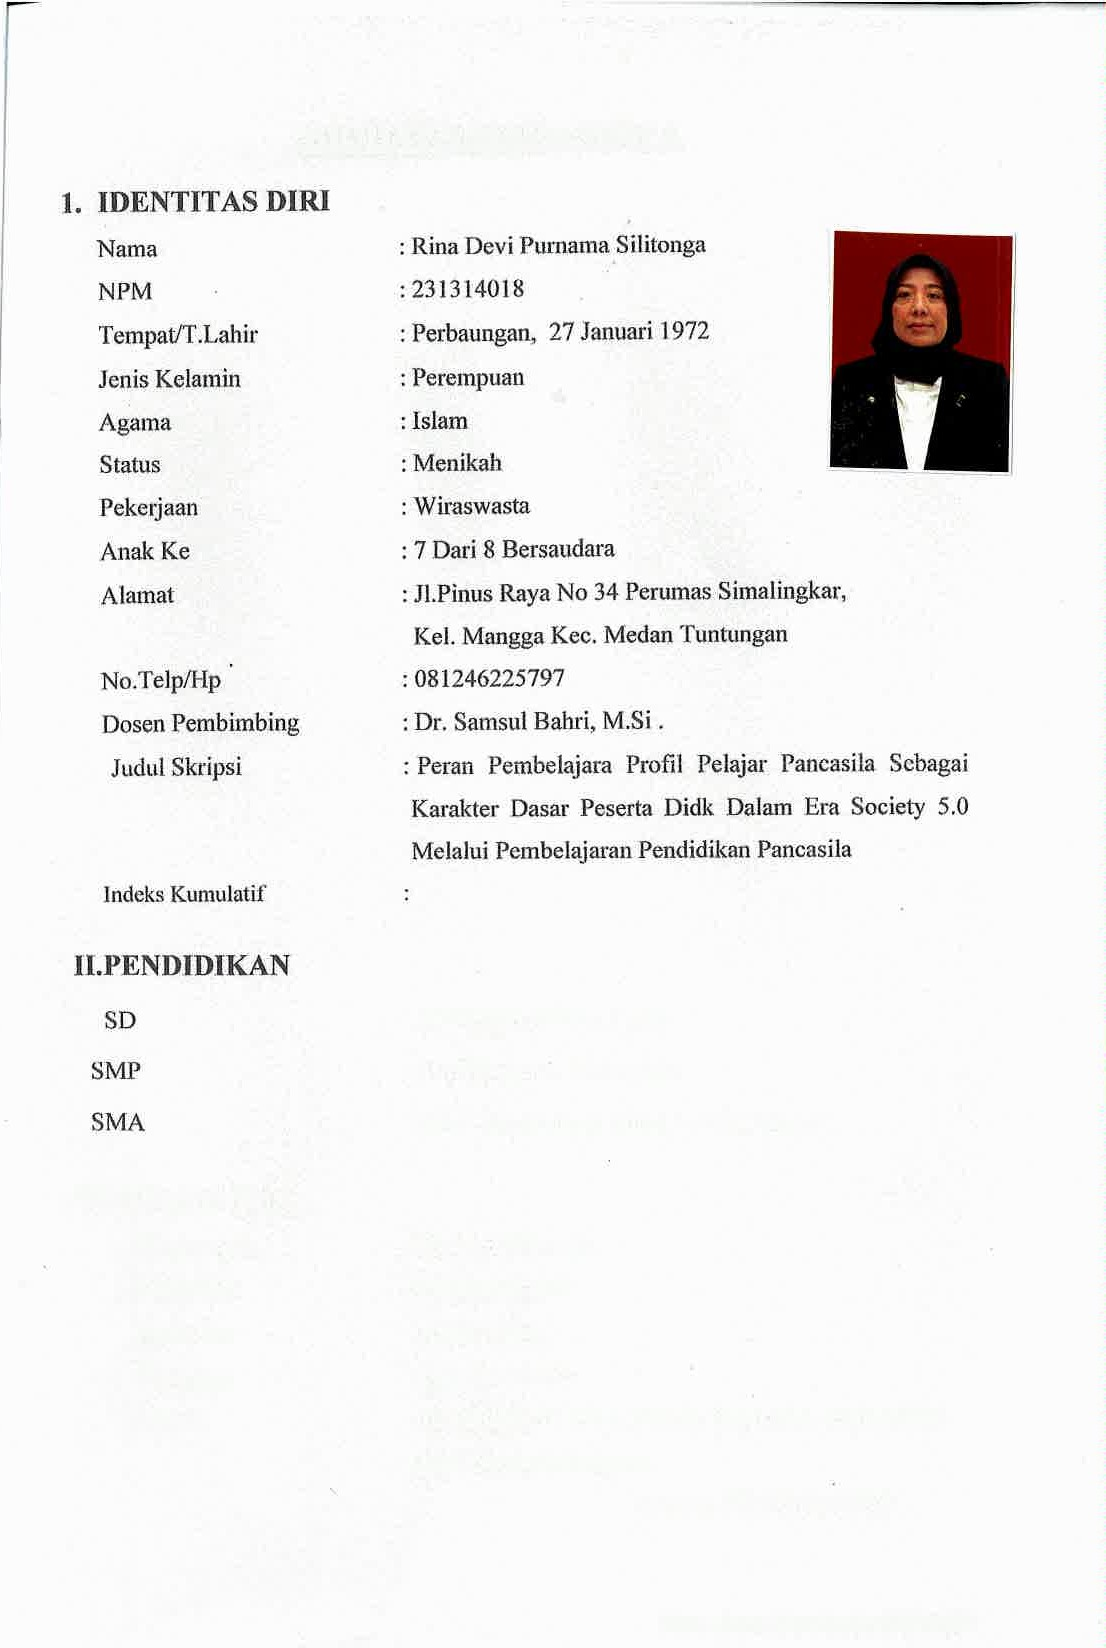 1. IDENTITAS DIRI
Nama : Rina Devi Purnama Silitonga
NPM : 231314018
Tempat/T.Lahir : Perbaungan, 27 Januari 1972
Jenis Kelamin : Perempuan
Agama : Islam
Status : Menikah
Pekerjaan : Wiraswasta
Anak Ke : 7 Dari 8 Bersaudara
Alamat : Jl.Pinus Raya No 34 Perumas Simalingkar,
Kel. Mangga Kec. Medan Tuntungan
No.Telp/Hp : 081246225797
Dosen Pembimbing : Dr. Samsul Bahri, M.Si .
Judul Skripsi : Peran Pembelajara Profil Pelajar Pancasila Sebagai
Karakter Dasar Peserta Didk Dalam Era Society 5.0
Melalui Pembelajaran Pendidikan Pancasila
Indeks Kumulatif :
II.PENDIDIKAN
SD
SMP
SMA